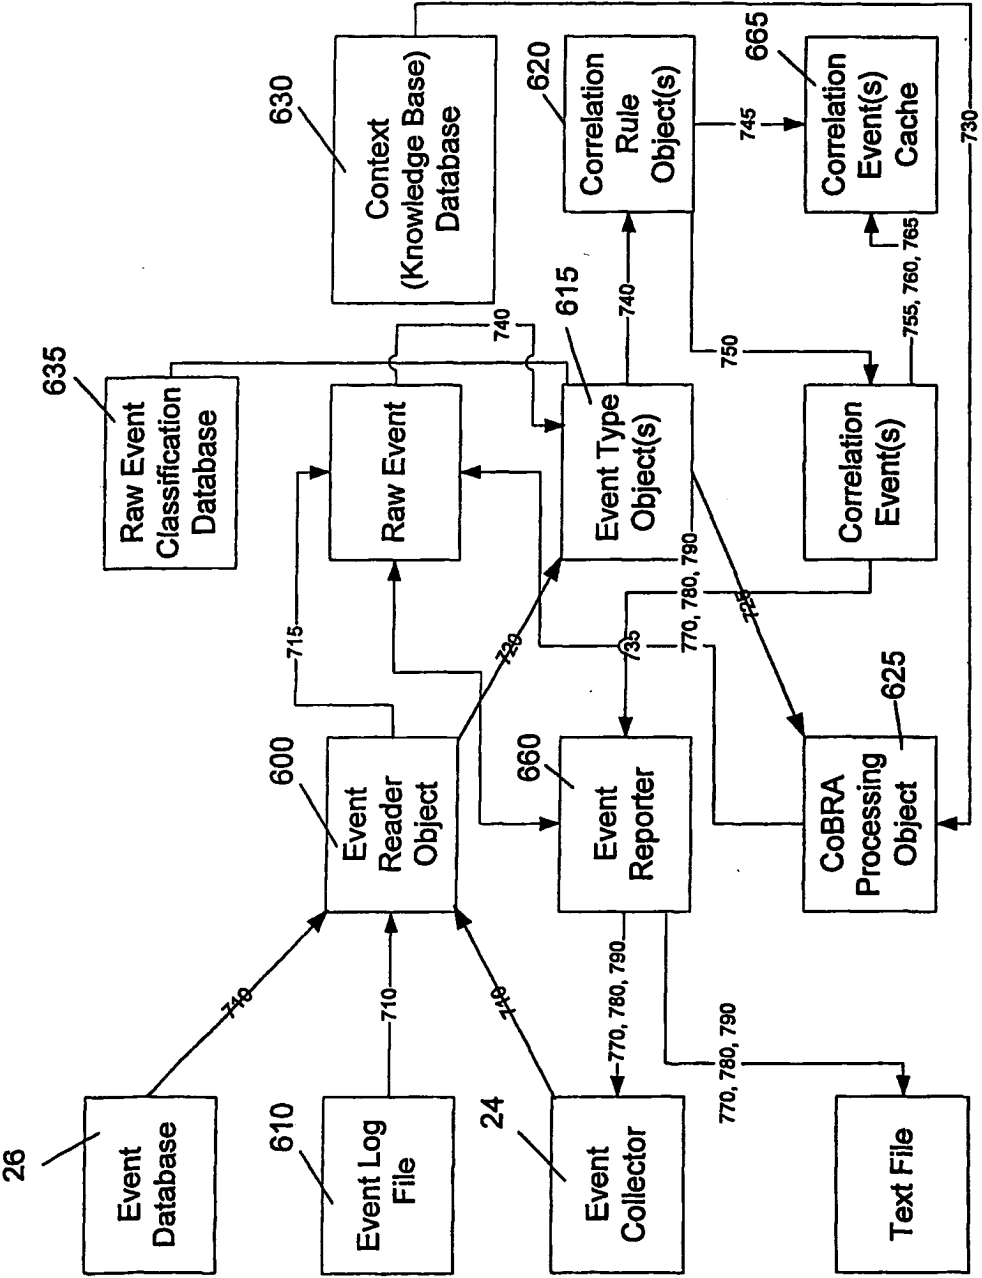 26
Event
Database
635
Raw Event
Classification
Database
710
610
Event Log
File
710
600
Event
Reader
Object
715
Raw Event
630
Context
(Knowledge Base)
Database
740
24
Event
Collector
710
720
660
Event
Reporter
770, 780, 790
735
615
Event Type
Object(s)
740
620
Correlation
Rule
Object(s)
770, 780, 790
770, 780, 790
725
750
745
Text File
625
CoBRA
Processing
Object
Correlation
Event(s)
755, 760, 765
665
Correlation
Event(s)
Cache
730